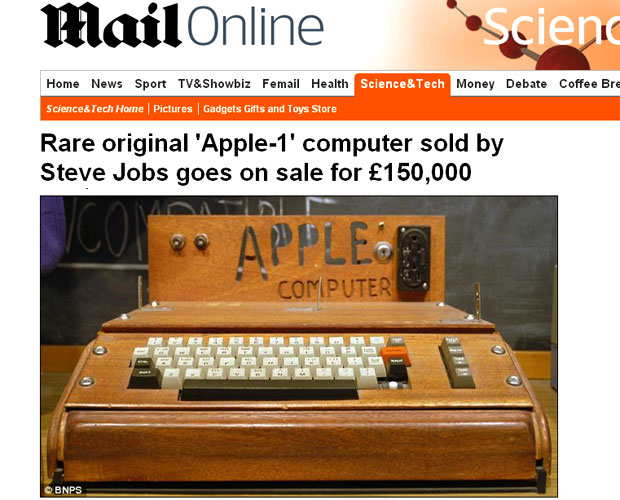 Mail Online
Scienc
Home News Sport TV&Showbiz Femail Health Science&Tech Money Debate Coffee Bre
Science&Tech Home | Pictures | Gadgets Gifts and Toys Store
Rare original 'Apple-1' computer sold by
Steve Jobs goes on sale for £150,000
APPLE
COMPUTER
© BNPS